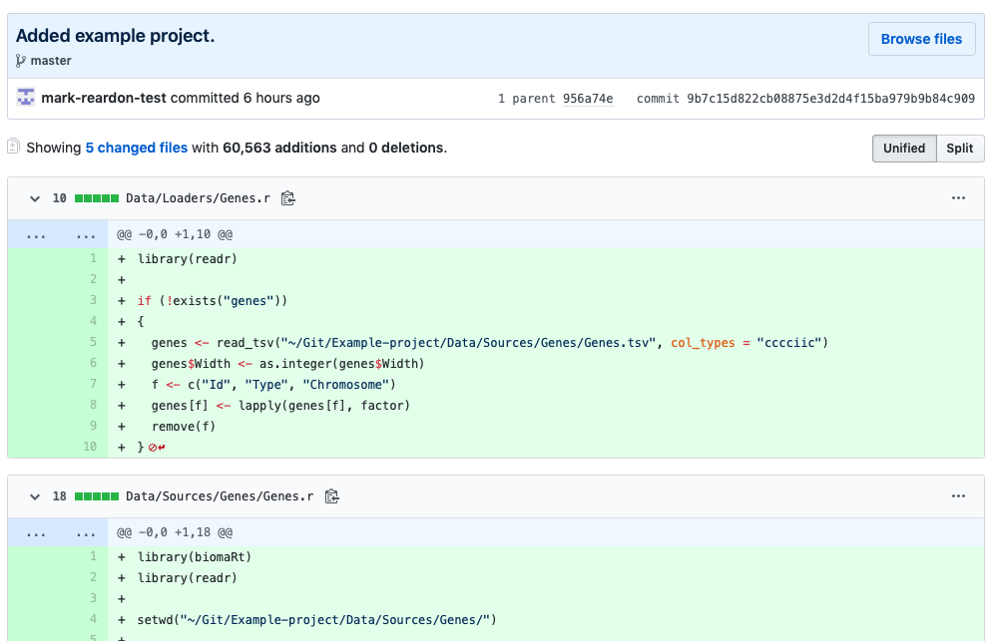 Added example project.
Browse files
master
mark-reardon-test committed 6 hours ago
1 parent 956a74e commit 9b7c15d822cb08875e3d2d4f15ba979b9b84c909
Showing 5 changed files with 60,563 additions and 0 deletions.
Unified Split
10 Data/Loaders/Genes.r
... ... @@ -0,0 +1,10 @@
1 + library(readr)
2 +
3 + if (!exists("genes"))
4 + {
5 +   genes <- read_tsv("~/Git/Example-project/Data/Sources/Genes/Genes.tsv", col_types = "cccciic")
6 +   genes$Width <- as.integer(genes$Width)
7 +   f <- c("Id", "Type", "Chromosome")
8 +   genes[f] <- lapply(genes[f], factor)
9 +   remove(f)
10 + }
18 Data/Sources/Genes/Genes.r
... ... @@ -0,0 +1,18 @@
1 + library(biomaRt)
2 + library(readr)
3 +
4 + setwd("~/Git/Example-project/Data/Sources/Genes/")
5 +